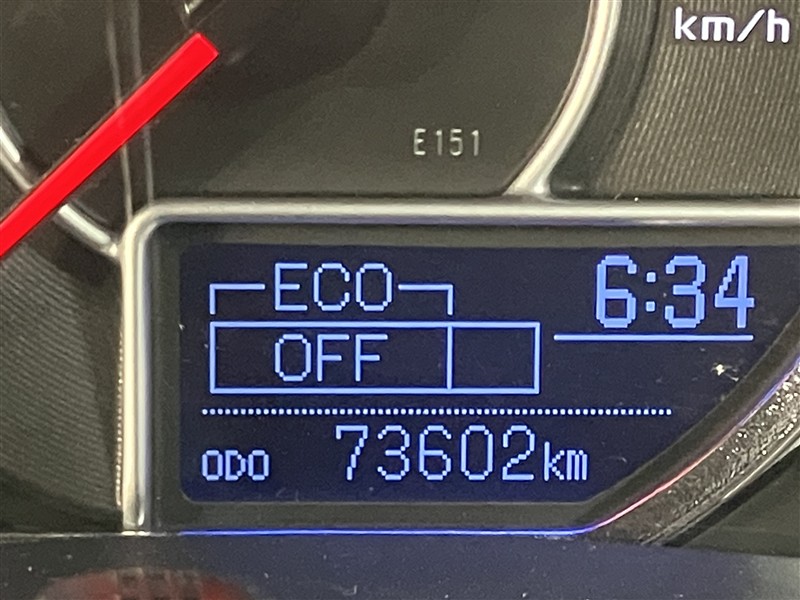 km/h
E151
ECO
6:34
OFF
ODO 73602km